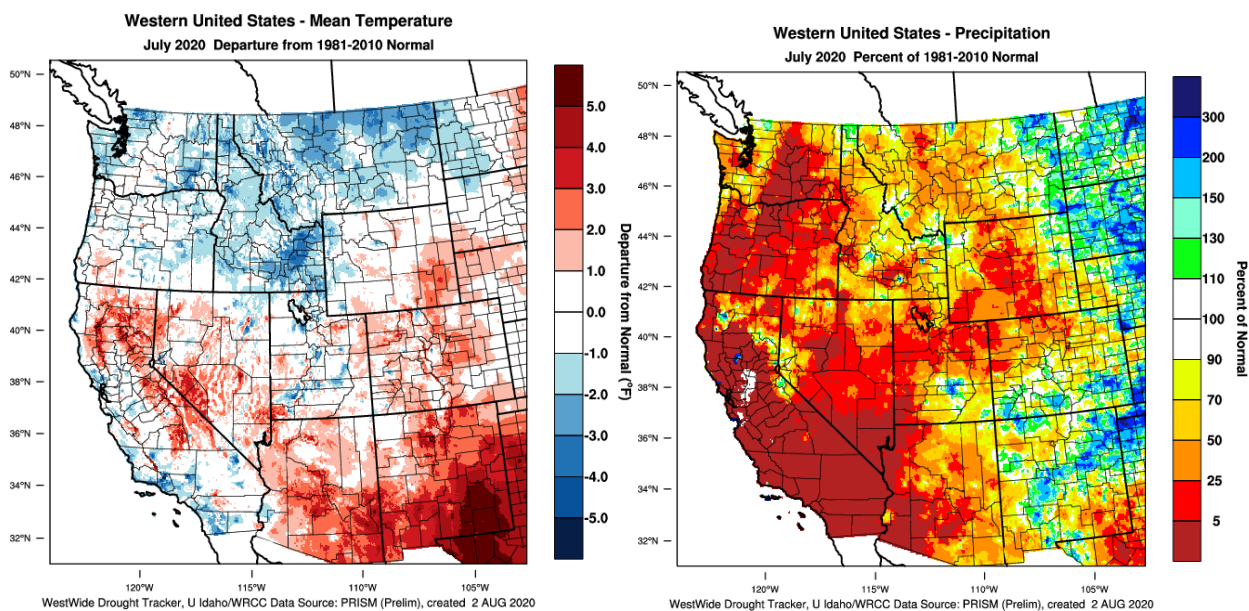 Western United States - Mean Temperature
July 2020 Departure from 1981-2010 Normal
50°N
48°N
46°N
44°N
42°N
40°N
38°N
36°N
34°N
32°N
120°W
115°W
110°W
105°W
5.0
4.0
3.0
2.0
1.0
0.0
-1.0
-2.0
-3.0
-4.0
-5.0
Departure from Normal (°F)
WestWide Drought Tracker, U Idaho/WRCC Data Source: PRISM (Prelim), created 2 AUG 2020
Western United States - Precipitation
July 2020 Percent of 1981-2010 Normal
50°N
48°N
46°N
44°N
42°N
40°N
38°N
36°N
34°N
32°N
120°W
115°W
110°W
105°W
300
200
150
130
110
100
90
70
50
25
5
Percent of Normal
WestWide Drought Tracker, U Idaho/WRCC Data Source: PRISM (Prelim), created 2 AUG 2020